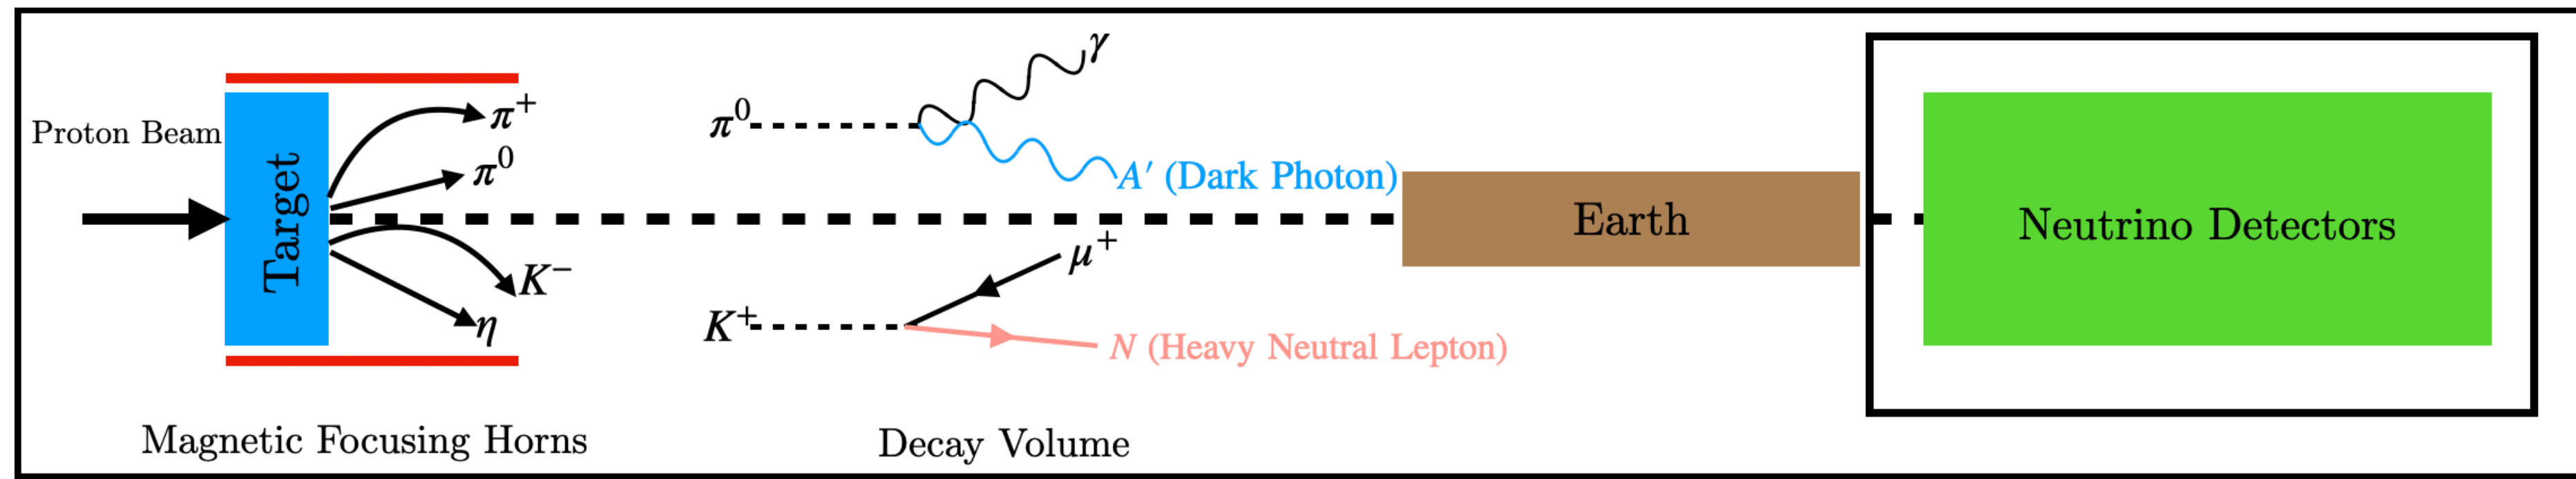 Proton Beam
Target
π⁺
π⁰
K⁻
η
Magnetic Focusing Horns
π⁰
γ
A′ (Dark Photon)
K⁺
μ⁺
N (Heavy Neutral Lepton)
Decay Volume
Earth
Neutrino Detectors